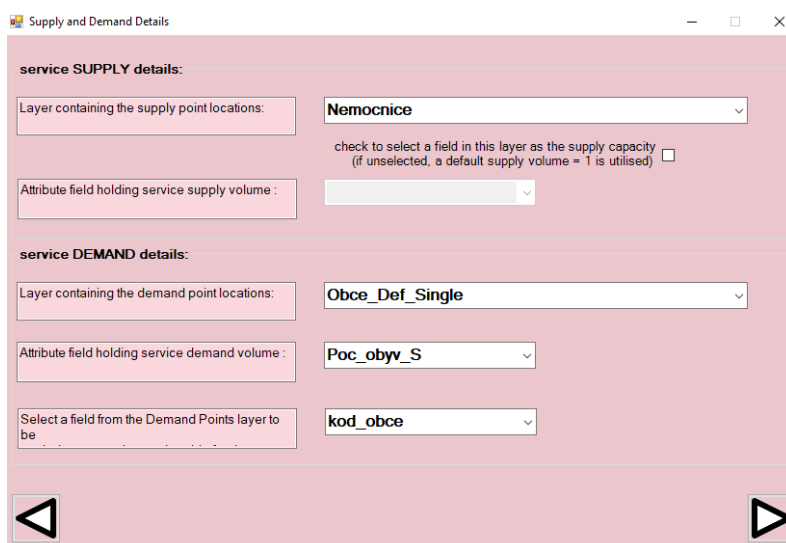 Supply and Demand Details
service SUPPLY details:
Layer containing the supply point locations:
Nemocnice
check to select a field in this layer as the supply capacity
(if unselected, a default supply volume = 1 is utilised)
Attribute field holding service supply volume :
service DEMAND details:
Layer containing the demand point locations:
Obce_Def_Single
Attribute field holding service demand volume :
Poc_obyv_S
Select a field from the Demand Points layer to
be
kod_obce